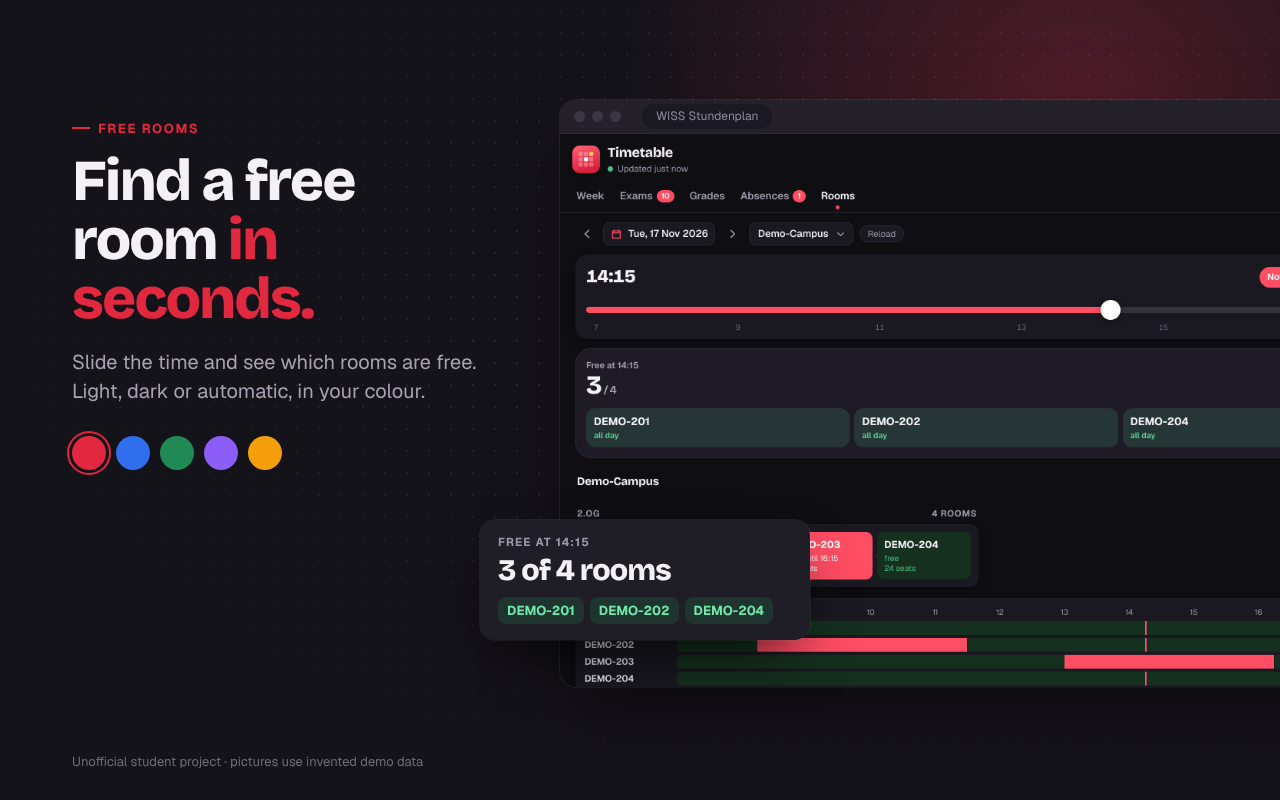 FREE ROOMS
Find a free
room in
seconds.
Slide the time and see which rooms are free.
Light, dark or automatic, in your colour.
WISS Stundenplan
Timetable
Updated just now
Week Exams 10 Grades Absences 1 Rooms
Tue, 17 Nov 2026 Demo-Campus Reload
14:15
7 9 11 13 15
Free at 14:15
3 / 4
DEMO-201 DEMO-202 DEMO-204
all day all day all day
Demo-Campus
2.OG 4 ROOMS
DEMO-204
free
24 seats
FREE AT 14:15
3 of 4 rooms
DEMO-201 DEMO-202 DEMO-204
10 11 12 13 14 15 16
DEMO-202
DEMO-203
DEMO-204
Unofficial student project · pictures use invented demo data